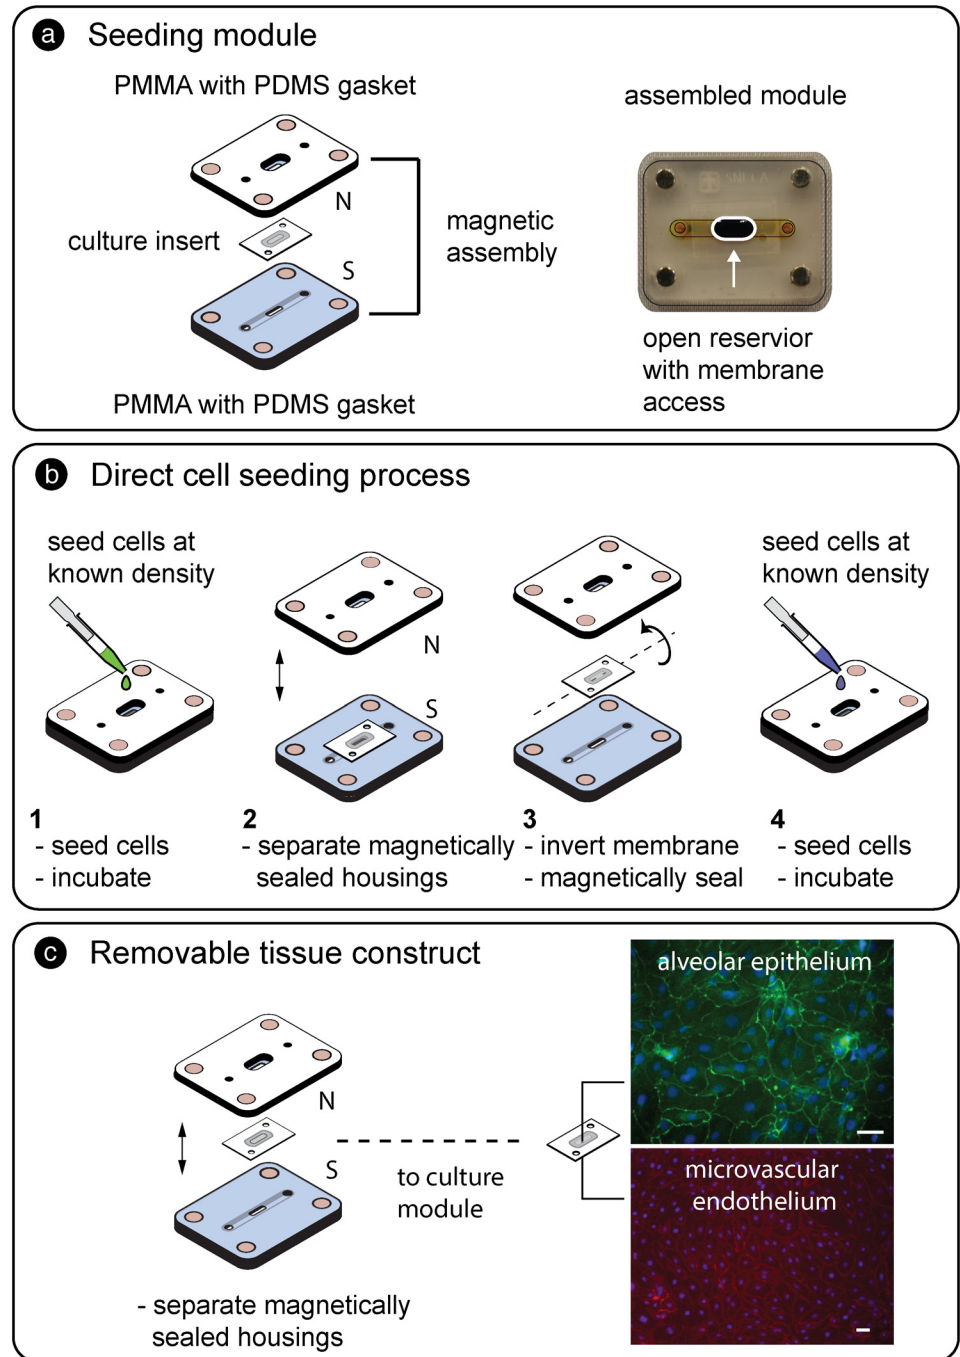 a Seeding module
PMMA with PDMS gasket
N
culture insert
S
magnetic
assembly
PMMA with PDMS gasket
assembled module
open reservior
with membrane
access
b Direct cell seeding process
seed cells at
known density
N
S
seed cells at
known density
1
- seed cells
- incubate
2
- separate magnetically
sealed housings
3
- invert membrane
- magnetically seal
4
- seed cells
- incubate
c Removable tissue construct
N
S
- separate magnetically
sealed housings
to culture
module
alveolar epithelium
microvascular
endothelium